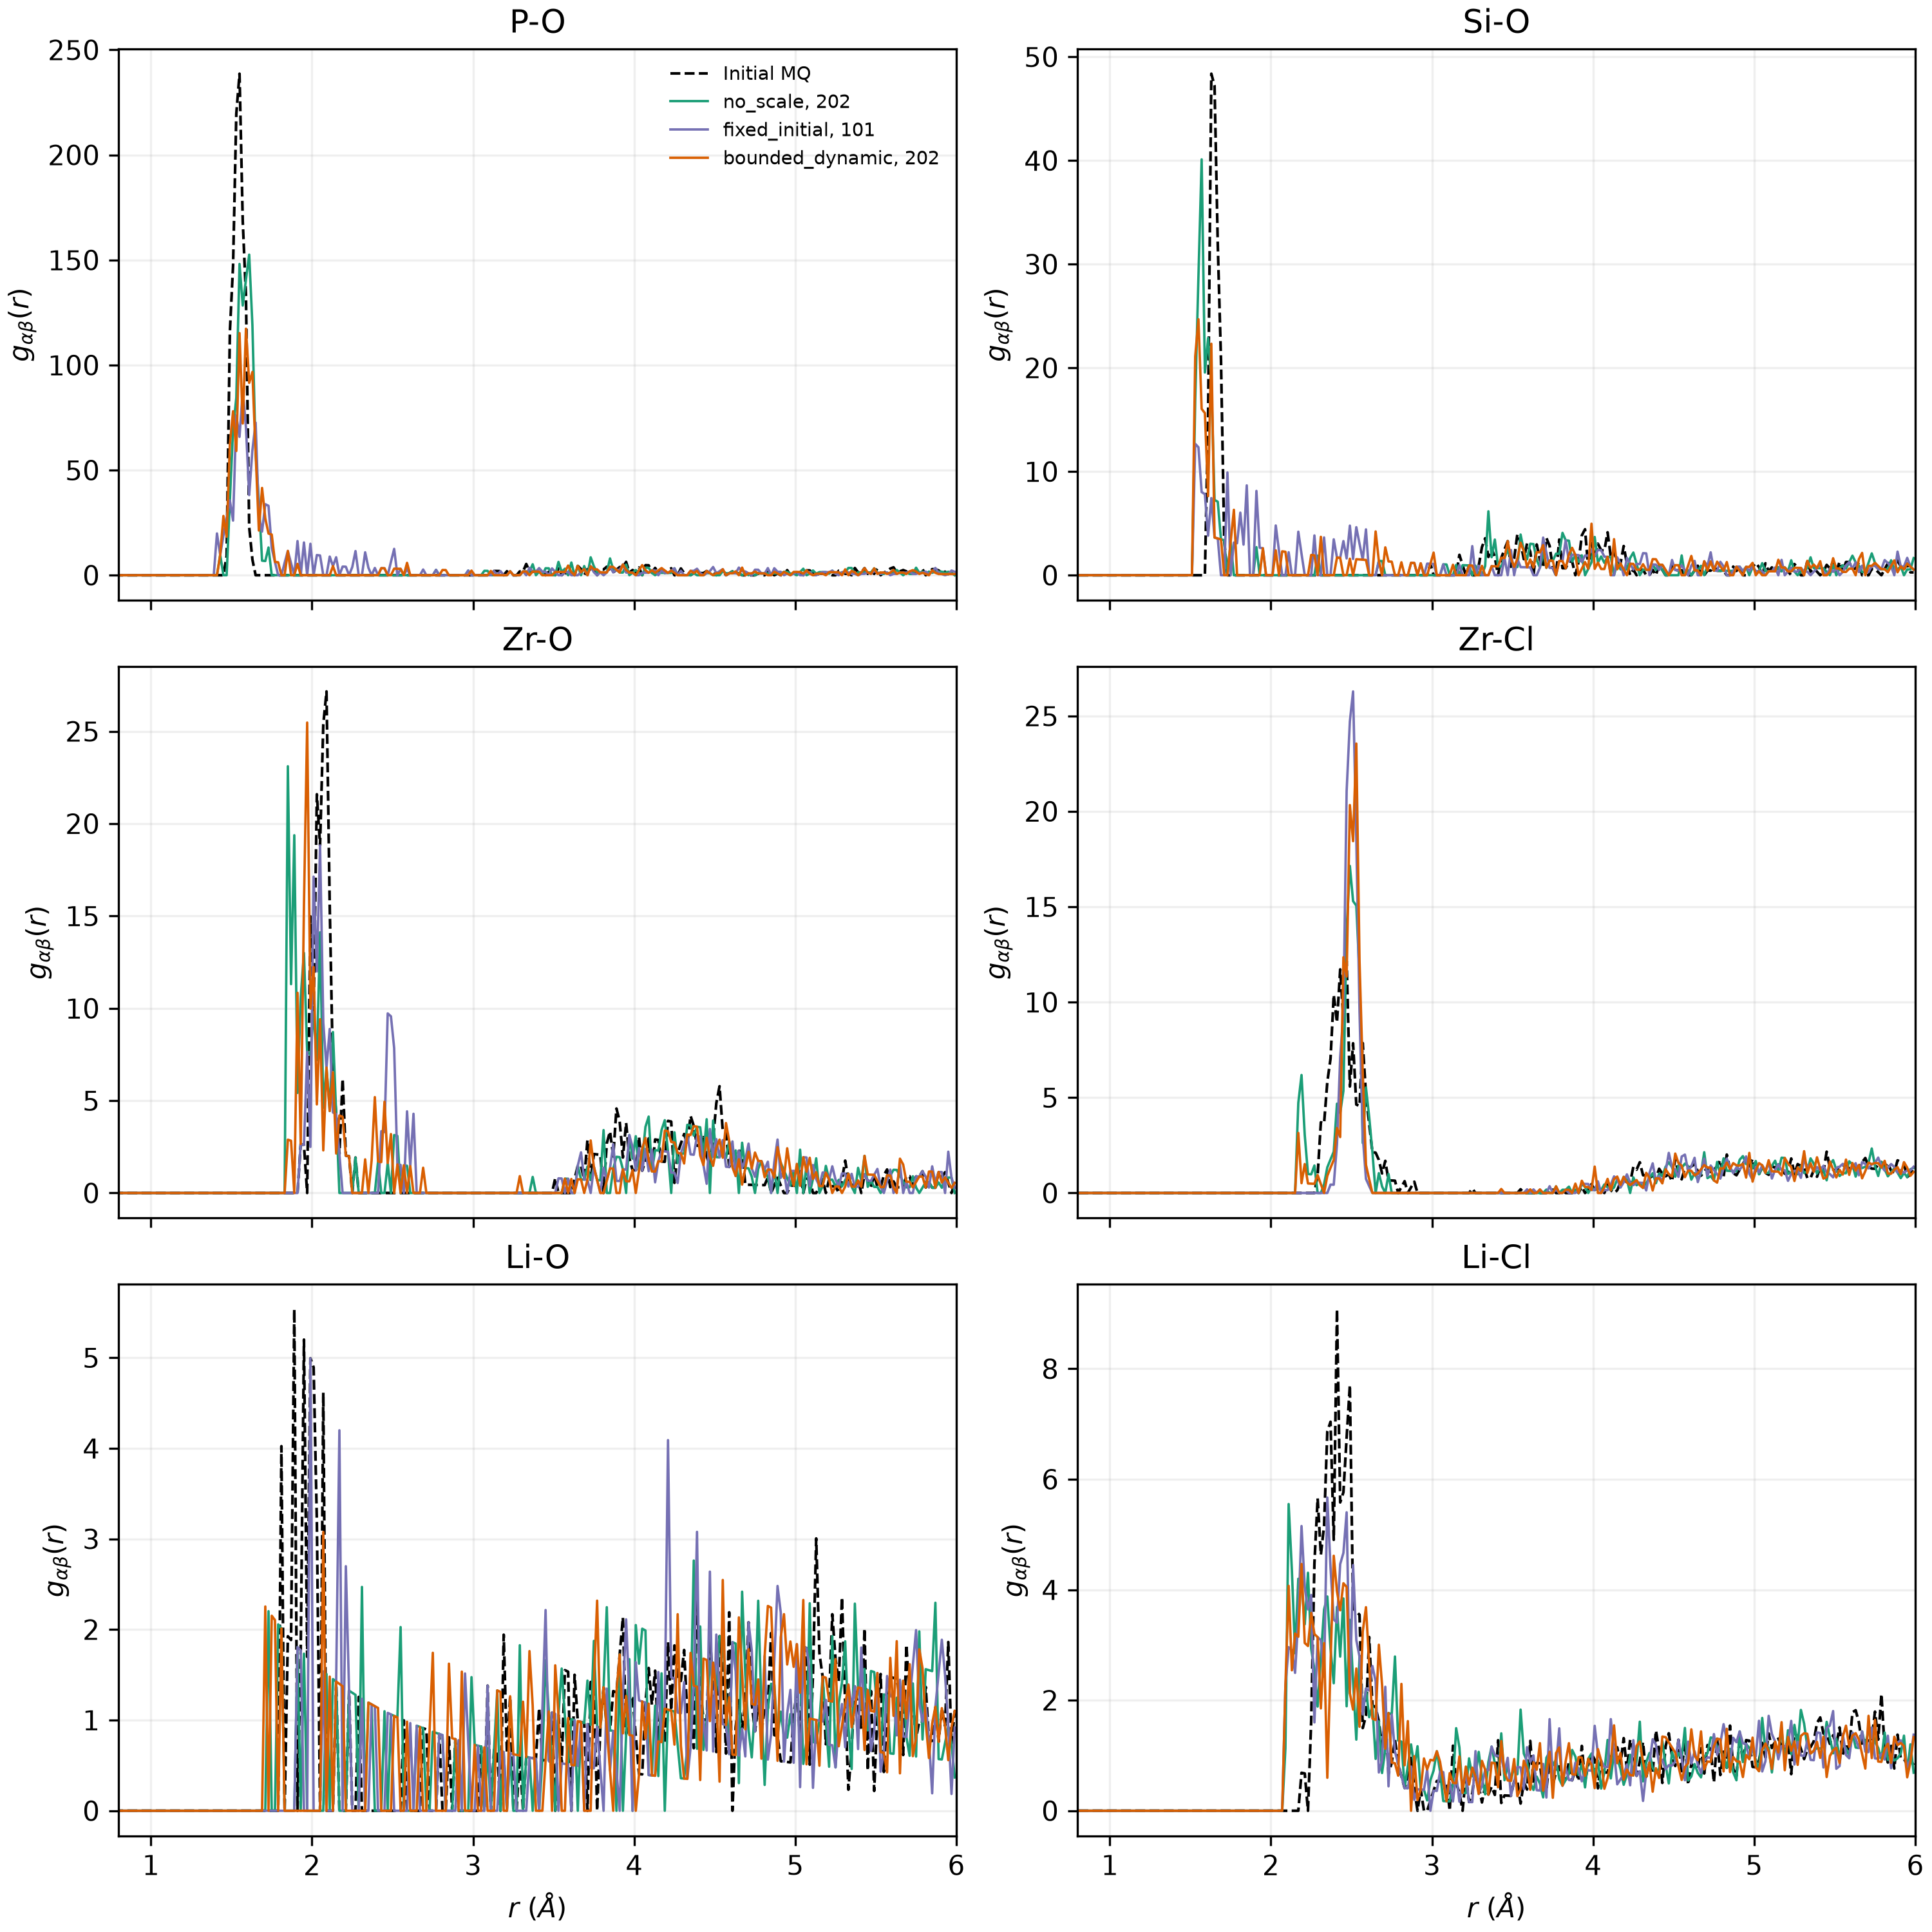 P-O
Si-O
250
200
150
100
50
0
gαβ(r)
Initial MQ
no_scale, 202
fixed_initial, 101
bounded_dynamic, 202
50
40
30
20
10
0
gαβ(r)
Zr-O
Zr-Cl
25
20
15
10
5
0
gαβ(r)
25
20
15
10
5
0
gαβ(r)
Li-O
Li-Cl
5
4
3
2
1
0
gαβ(r)
8
6
4
2
0
gαβ(r)
1 2 3 4 5 6
1 2 3 4 5 6
r (Å)
r (Å)